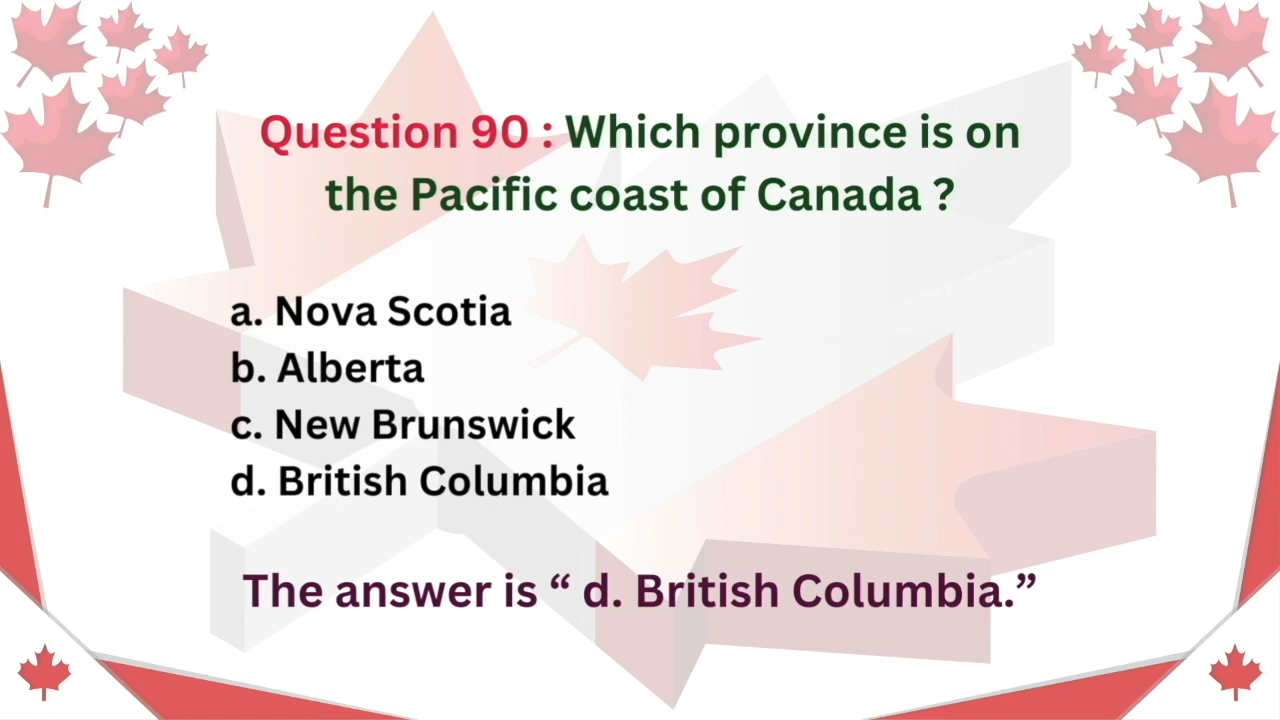 Question 90 : Which province is on
the Pacific coast of Canada ?
a. Nova Scotia
b. Alberta
c. New Brunswick
d. British Columbia
The answer is “ d. British Columbia.”